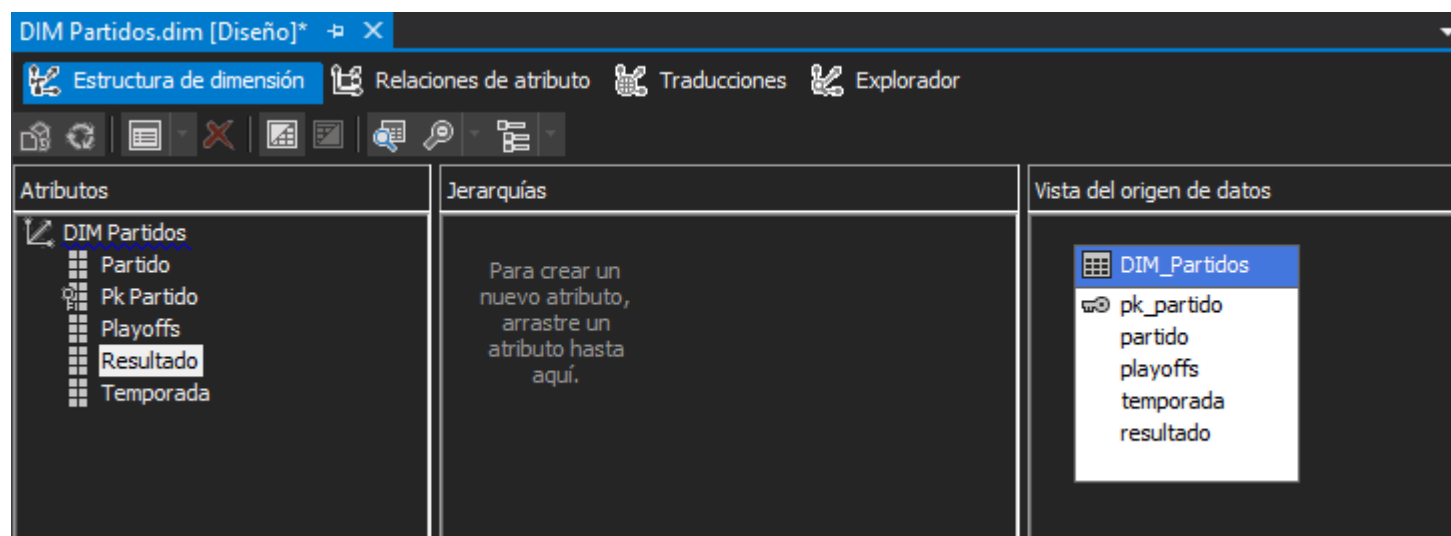 DIM Partidos.dim [Diseño]*
Estructura de dimensión Relaciones de atributo Traducciones Explorador
Atributos
DIM Partidos
Partido
Pk Partido
Playoffs
Resultado
Temporada
Jerarquías
Para crear un
nuevo atributo,
arrastre un
atributo hasta
aquí.
Vista del origen de datos
DIM_Partidos
pk_partido
partido
playoffs
temporada
resultado